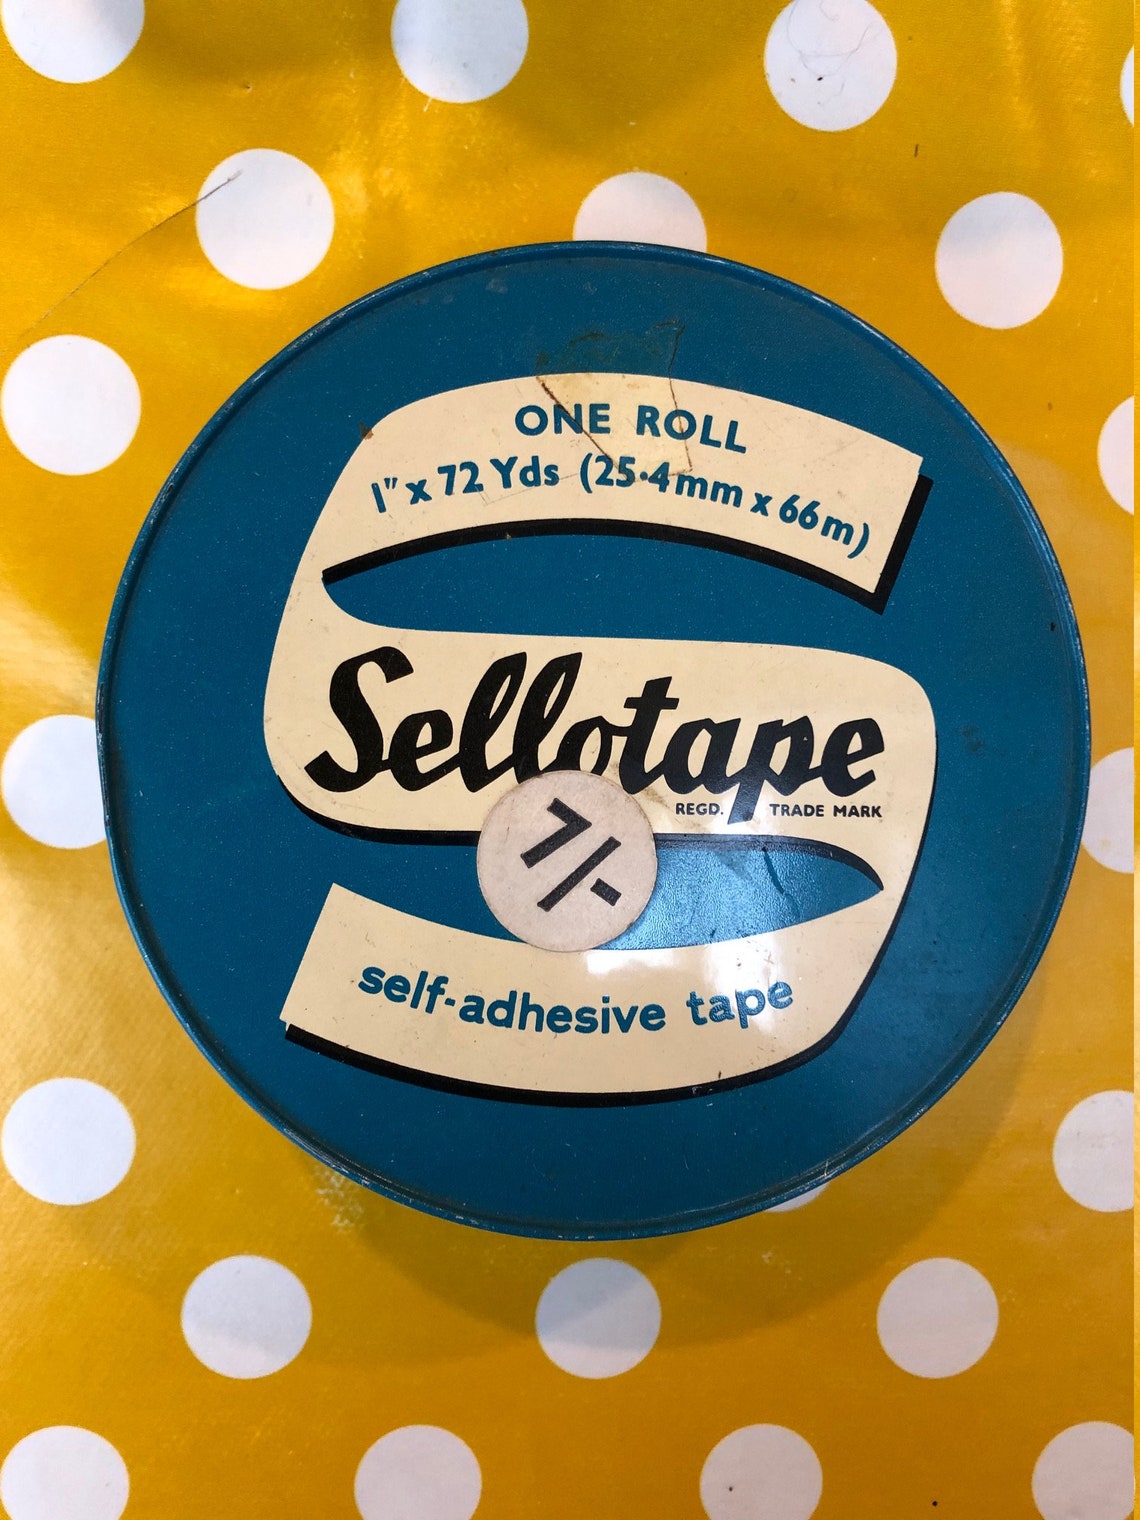 ONE ROLL
1" x 72 Yds (25·4mm x 66m)
Sellotape
REGD. TRADE MARK
7/-
self-adhesive tape